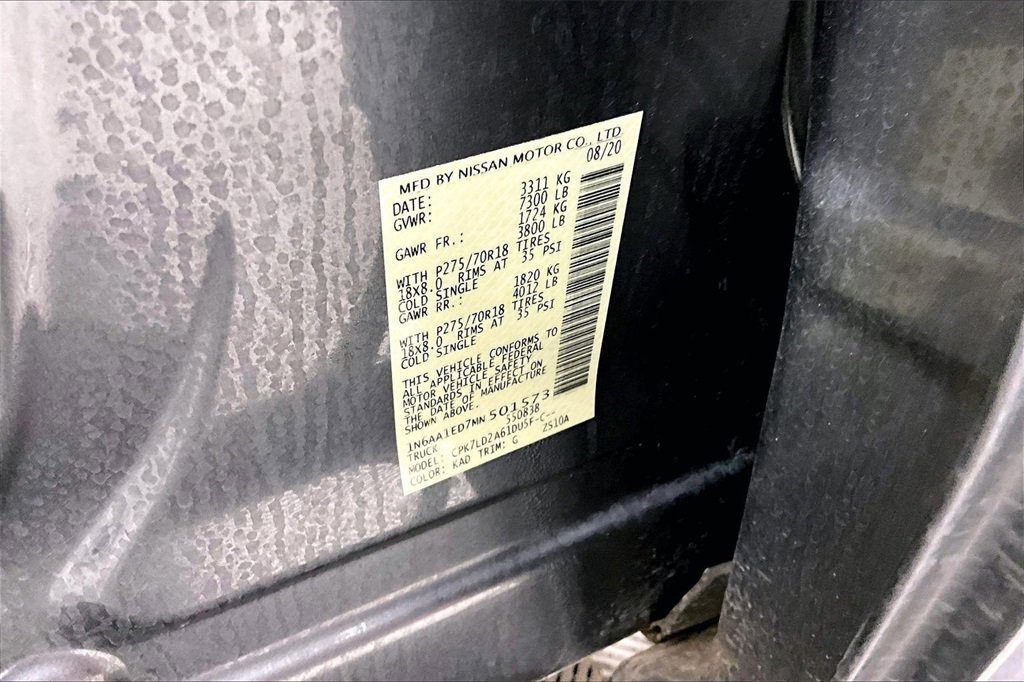 MFD BY NISSAN MOTOR CO., LTD
DATE: 08/20
GVWR: 3311 KG
7300 LB
GAWR FR.: 1724 KG
3800 LB
WITH P275/70R18 TIRES
18X8.0 RIMS AT 35 PSI
COLD SINGLE
GAWR RR.: 1820 KG
4012 LB
WITH P275/70R18 TIRES
18X8.0 RIMS AT 35 PSI
COLD SINGLE
THIS VEHICLE CONFORMS TO
ALL APPLICABLE FEDERAL
MOTOR VEHICLE SAFETY
STANDARDS IN EFFECT ON
THE DATE OF MANUFACTURE
SHOWN ABOVE.
1N6AA1ED7MN501573
TRUCK 550838
MODEL: CPK7LD2A61DU5F-C--
COLOR: KAD TRIM: G ZS10A